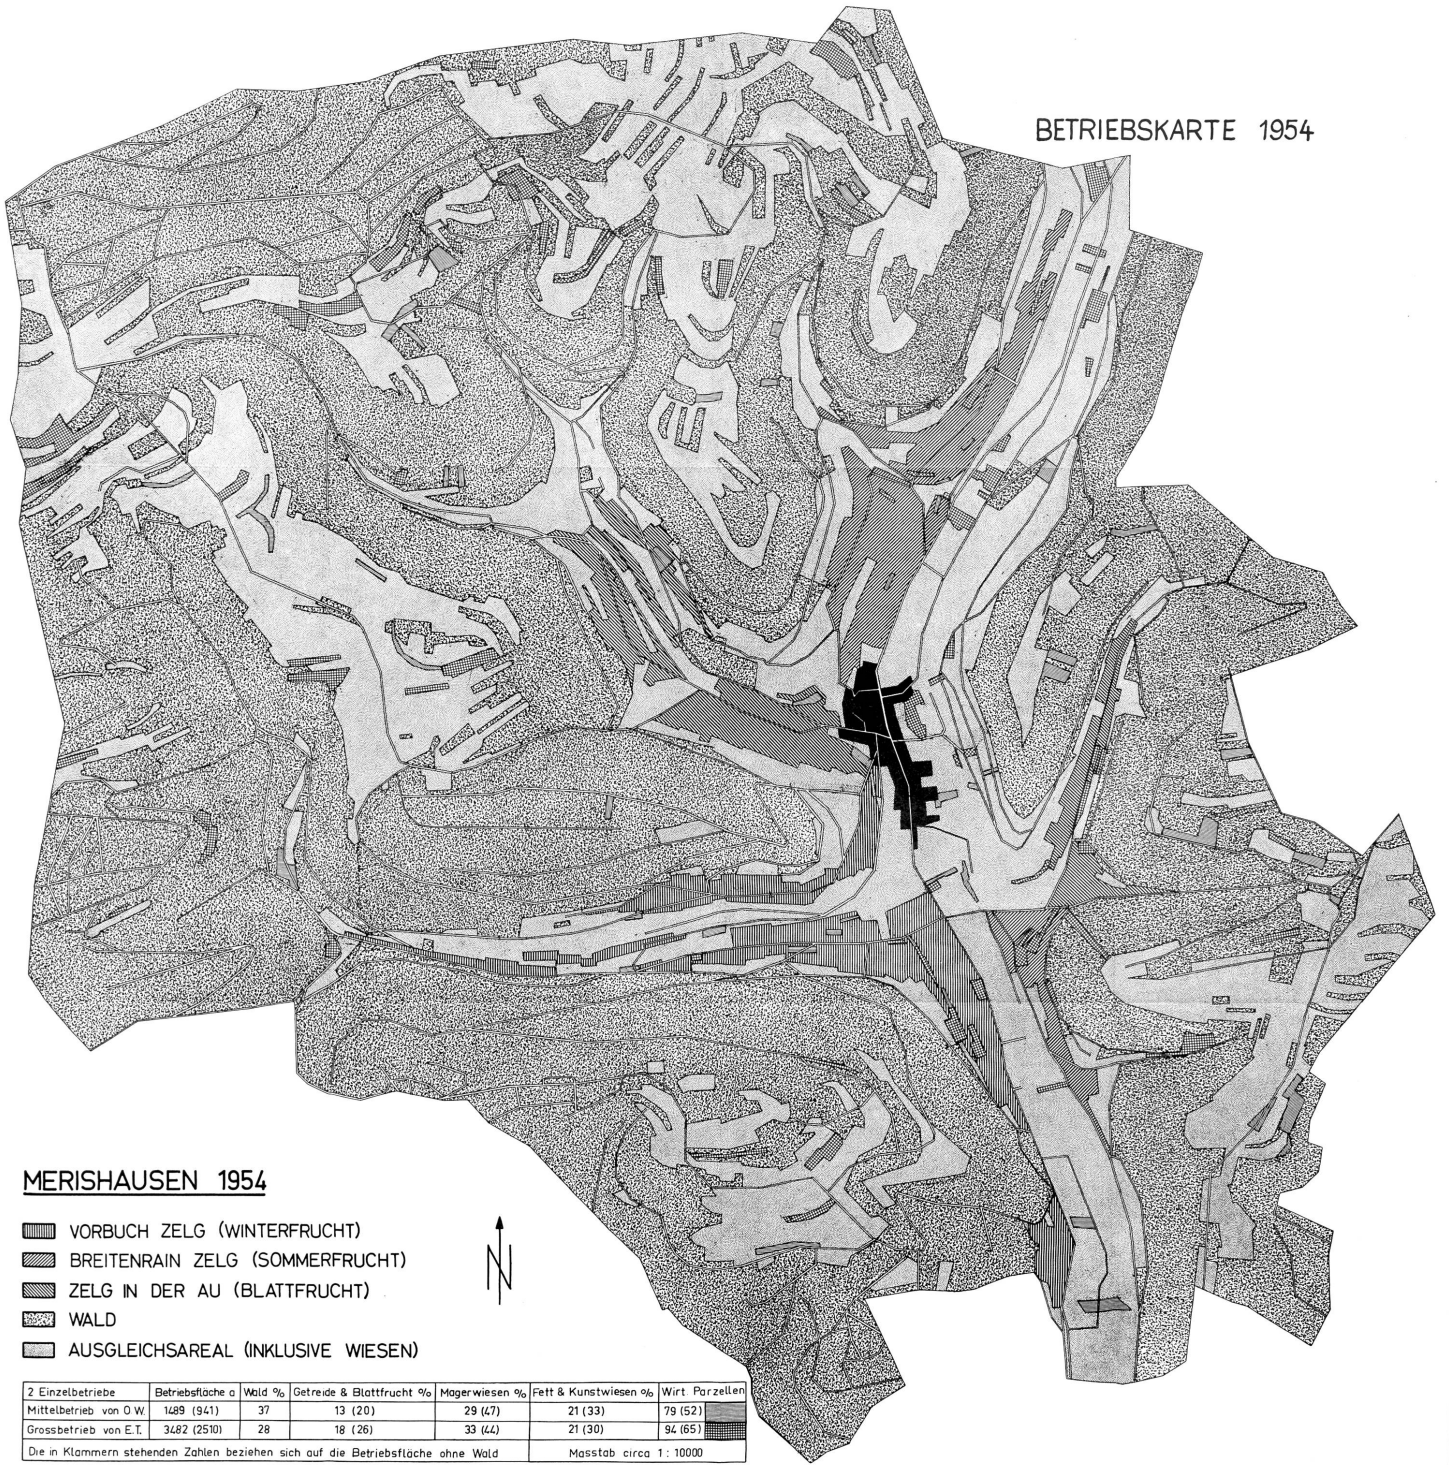 BETRIEBSKARTE 1954
MERISHAUSEN 1954
VORBUCH ZELG (WINTERFRUCHT)
BREITENRAIN ZELG (SOMMERFRUCHT)
ZELG IN DER AU (BLATTFRUCHT)
WALD
AUSGLEICHSAREAL (INKLUSIVE WIESEN)
N
2 Einzelbetriebe Betriebsfläche a Wald % Getreide & Blattfrucht % Magerwiesen % Fett & Kunstwiesen % Wirt. Parzellen
Mittelbetrieb von O.W. 1489 (941) 37 13 (20) 29 (47) 21 (33) 79 (52)
Grossbetrieb von E.T. 3482 (2510) 28 18 (26) 33 (44) 21 (30) 94 (65)
Die in Klammern stehenden Zahlen beziehen sich auf die Betriebsfläche ohne Wald Masstab circa 1 : 10000